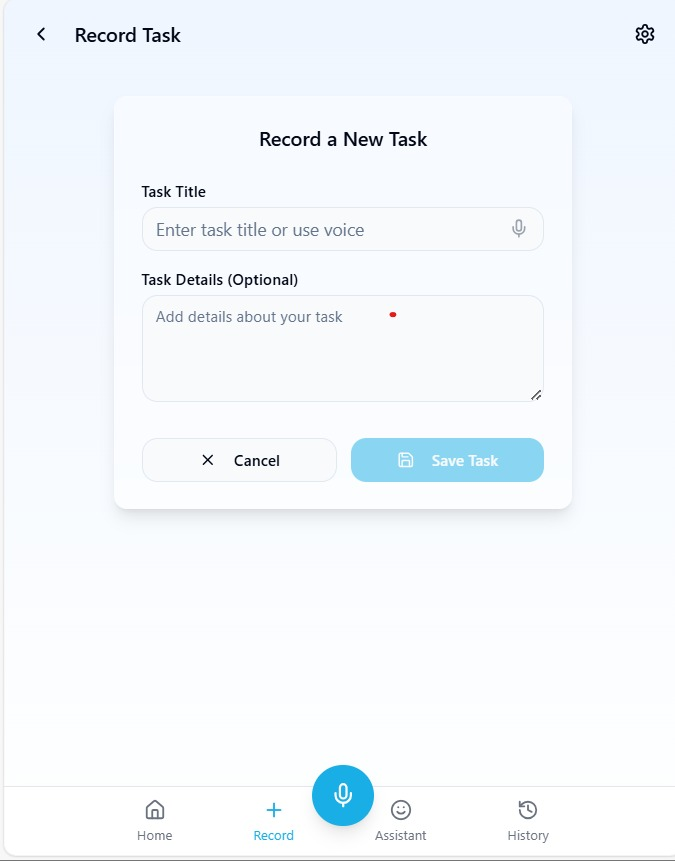 Record Task
Record a New Task
Task Title
Enter task title or use voice
Task Details (Optional)
Add details about your task
Cancel
Save Task
Home
Record
Assistant
History